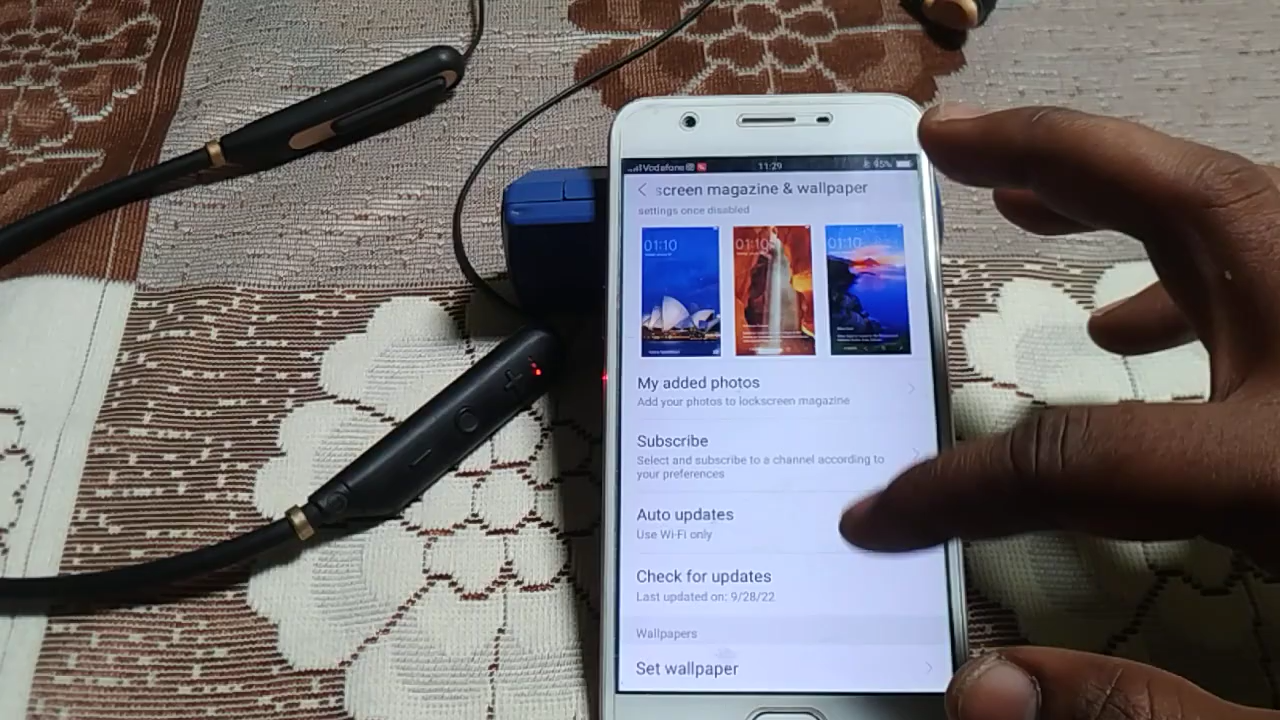 Vodafone 11:29 95%
screen magazine & wallpaper
settings once disabled
01:10 01:10 01:10
My added photos
Add your photos to lockscreen magazine
Subscribe
Select and subscribe to a channel according to
your preferences
Auto updates
Use Wi-Fi only
Check for updates
Last updated on: 9/28/22
Wallpapers
Set wallpaper